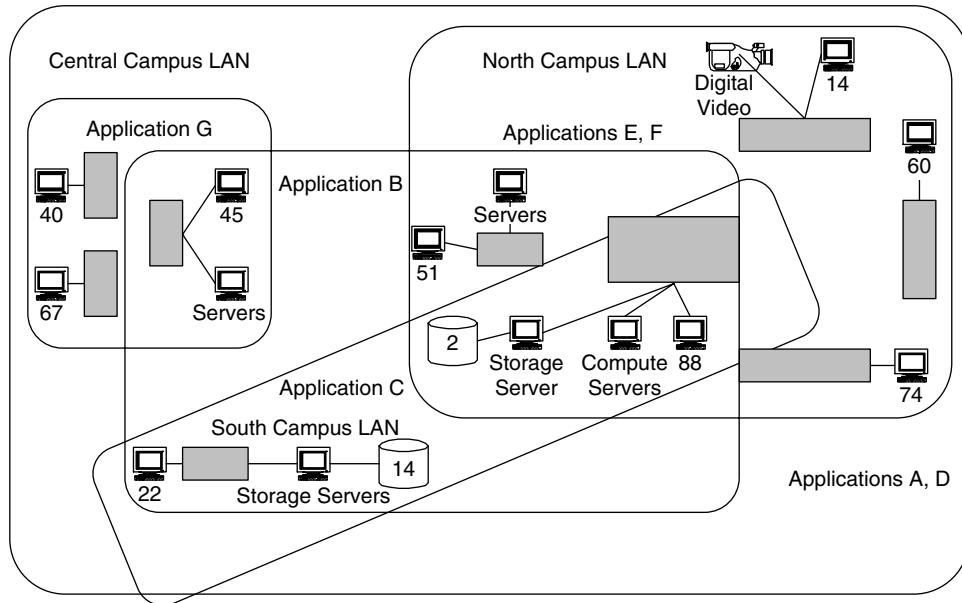 Central Campus LAN
North Campus LAN
Digital
Video
14
Application G
Applications E, F
60
40
45
Application B
Servers
51
67
Servers
2
Storage
Server
Compute
Servers
88
74
Application C
South Campus LAN
22
Storage Servers
14
Applications A, D